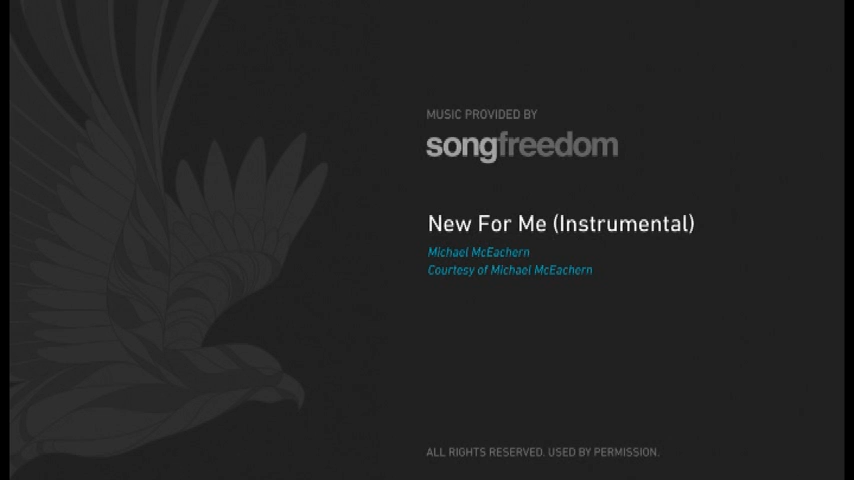 MUSIC PROVIDED BY
songfreedom
New For Me (Instrumental)
Michael McEachern
Courtesy of Michael McEachern
ALL RIGHTS RESERVED. USED BY PERMISSION.